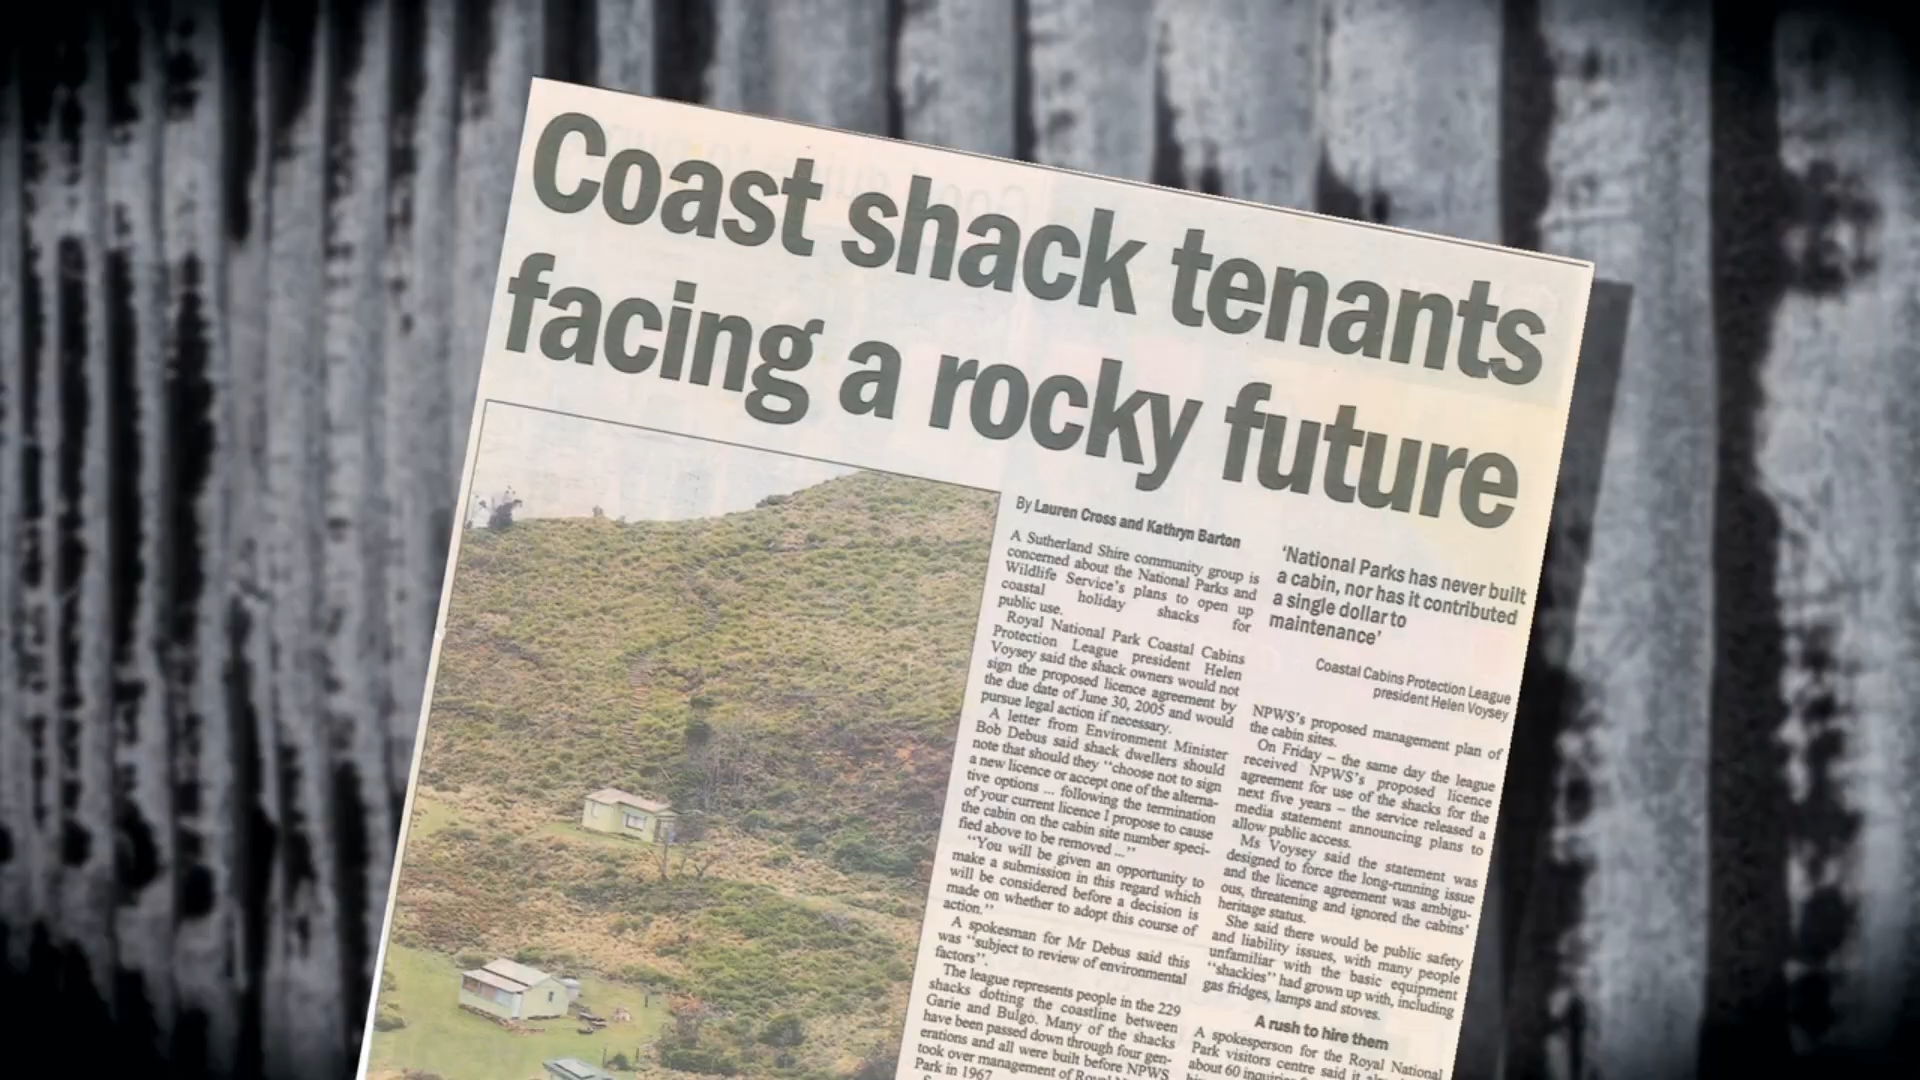 Coast shack tenants
facing a rocky future
By Lauren Cross and Kathryn Barton
A Sutherland Shire community group is
concerned about the National Parks and
Wildlife Service's plans to open up
coastal holiday shacks for
public use.
Royal National Park Coastal Cabins
Protection League president Helen
Voysey said the shack owners would not
sign the proposed licence agreement by
the due date of June 30, 2005 and would
pursue legal action if necessary.
A letter from Environment Minister
Bob Debus said shack dwellers should
note that should they "choose not to sign
a new licence or accept one of the alterna-
tive options ... following the termination
of your current licence I propose to cause
the cabin on the cabin site number speci-
fied above to be removed ..."
"You will be given an opportunity to
make a submission in this regard which
will be considered before a decision is
made on whether to adopt this course of
action."
A spokesman for Mr Debus said this
was "subject to review of environmental
factors".
The league represents people in the 229
shacks dotting the coastline between
Garie and Bulgo. Many of the shacks
have been passed down through four gen-
erations and all were built before NPWS
took over management of Royal
Park in 1967
'National Parks has never built
a cabin, nor has it contributed
a single dollar to
maintenance'
Coastal Cabins Protection League
president Helen Voysey
NPWS's proposed management plan of
the cabin sites.
On Friday – the same day the league
received NPWS's proposed licence
agreement for use of the shacks for the
next five years – the service released a
media statement announcing plans to
allow public access.
Ms Voysey said the statement was
designed to force the long-running issue
and the licence agreement was ambigu-
ous, threatening and ignored the cabins'
heritage status.
She said there would be public safety
and liability issues, with many people
unfamiliar with the basic equipment
"shackies" had grown up with, including
gas fridges, lamps and stoves.
A rush to hire them
A spokesperson for the Royal National
Park visitors centre said it
about 60